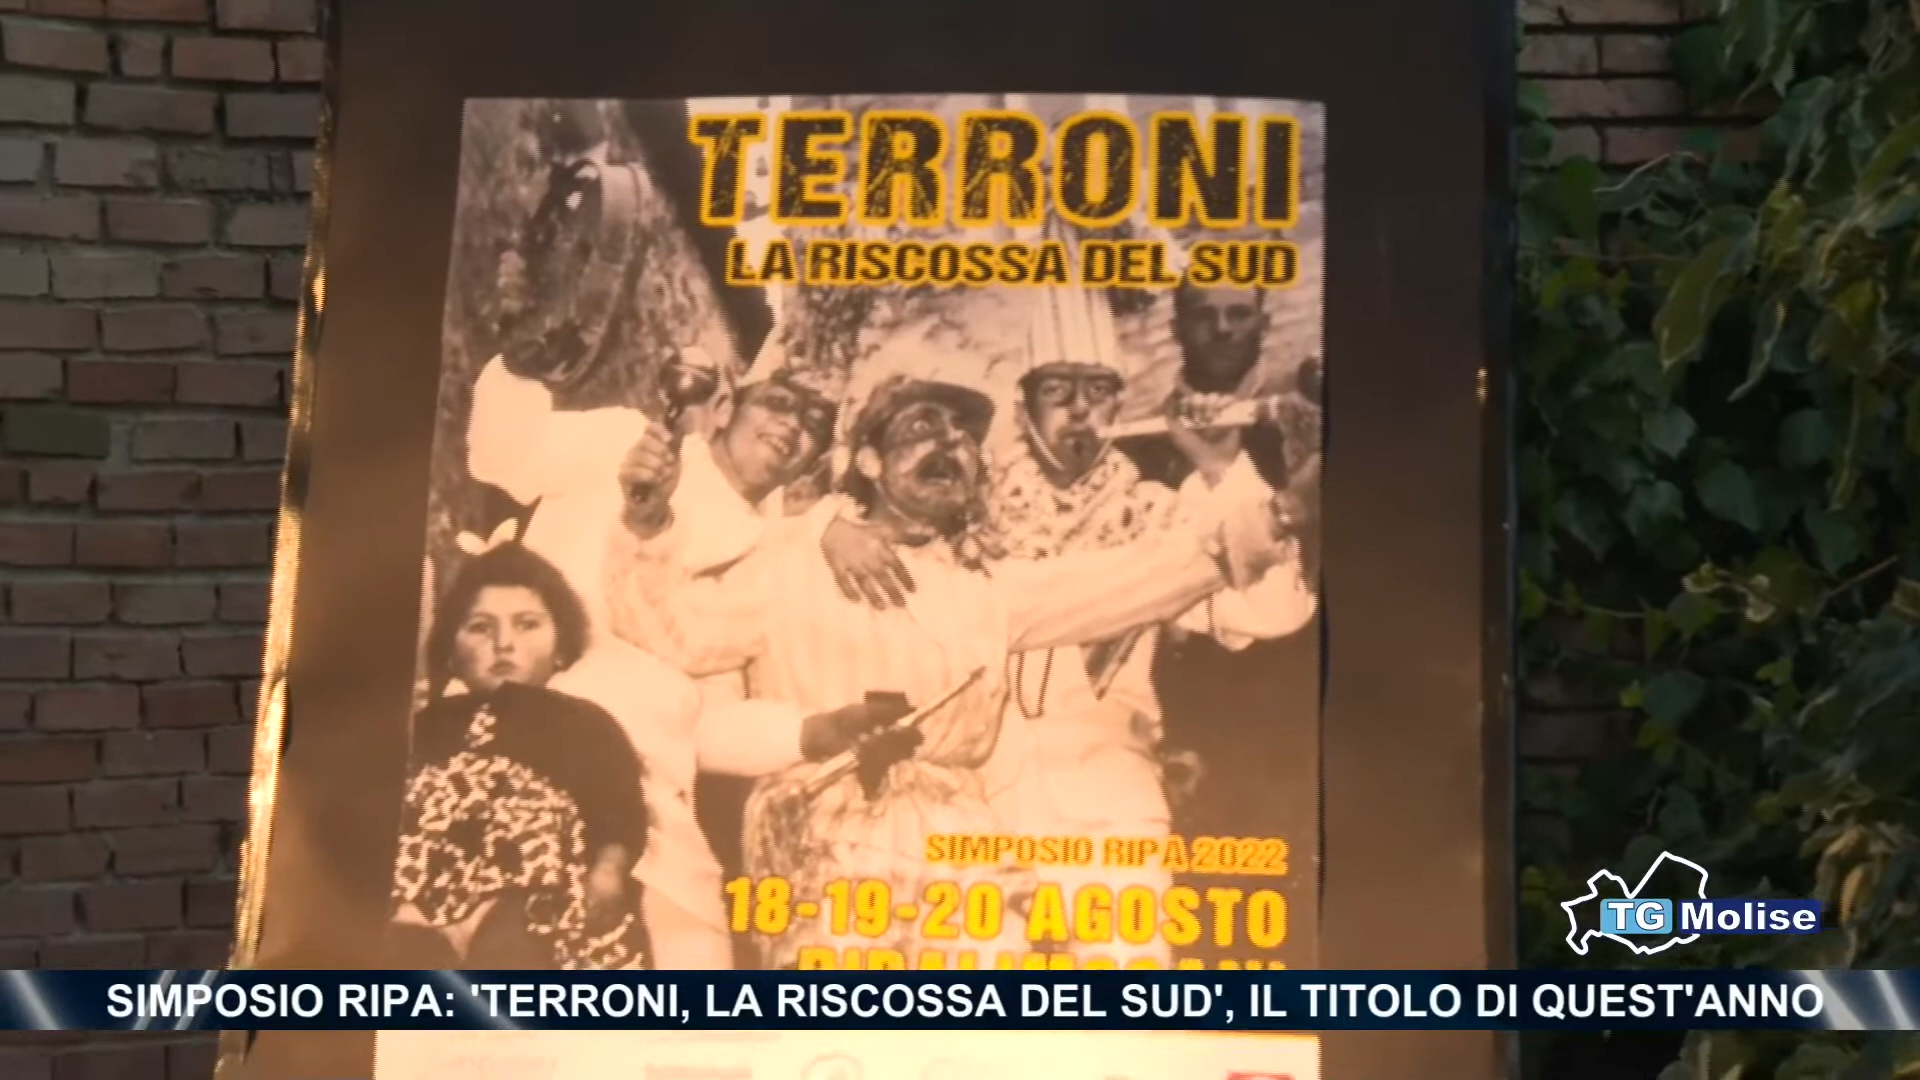 TERRONI
LA RISCOSSA DEL SUD
SIMPOSIO RIPA 2022
18-19-20 AGOSTO
TG Molise
SIMPOSIO RIPA: 'TERRONI, LA RISCOSSA DEL SUD', IL TITOLO DI QUEST'ANNO